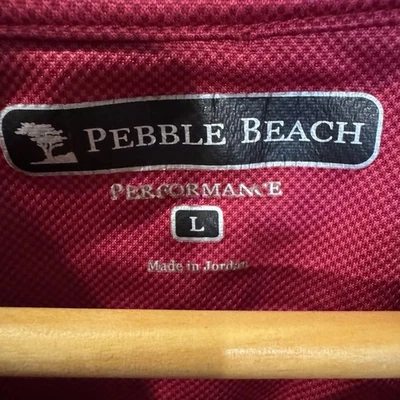 PEBBLE BEACH
PERFORMANCE
L
Made in Jordan